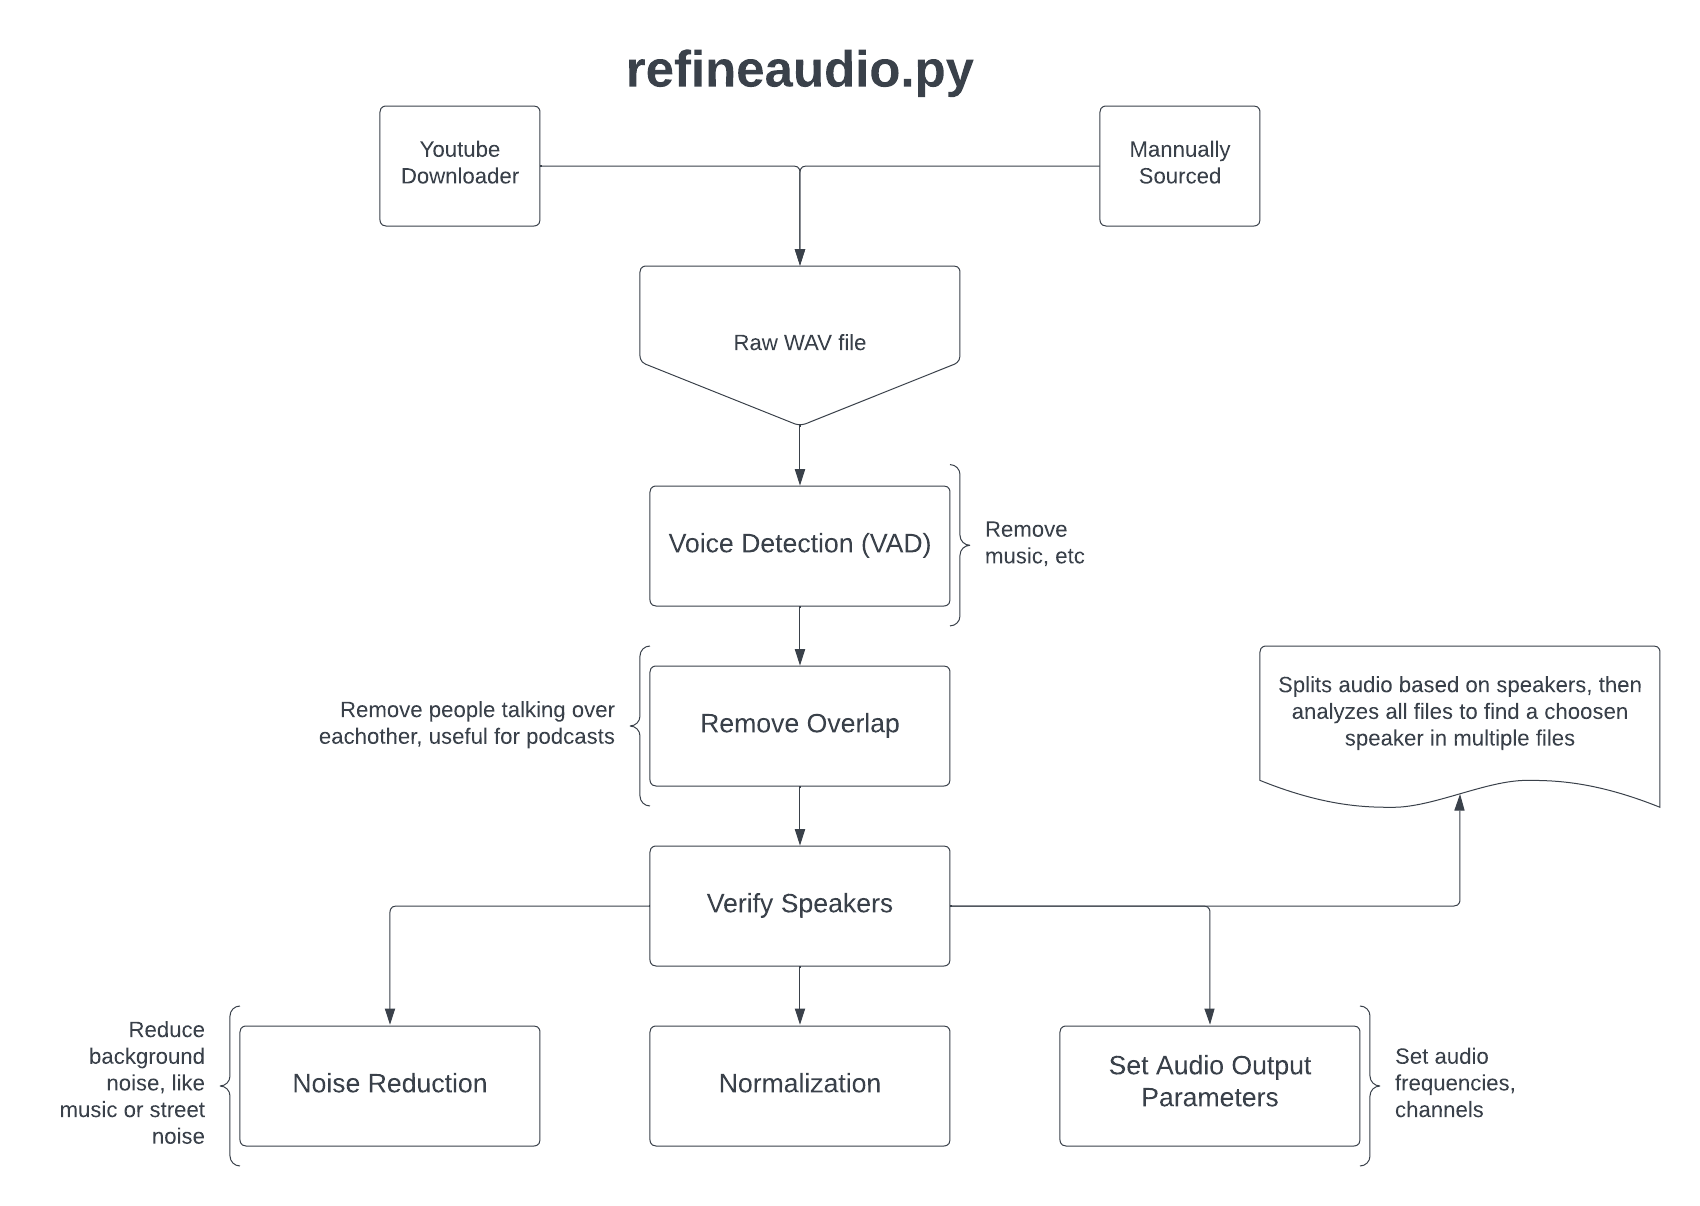 refineaudio.py
Youtube
Downloader
Mannually
Sourced
Raw WAV file
Voice Detection (VAD)
Remove
music, etc
Remove people talking over
eachother, useful for podcasts
Remove Overlap
Splits audio based on speakers, then
analyzes all files to find a choosen
speaker in multiple files
Verify Speakers
Reduce
background
noise, like
music or street
noise
Noise Reduction
Normalization
Set Audio Output
Parameters
Set audio
frequencies,
channels